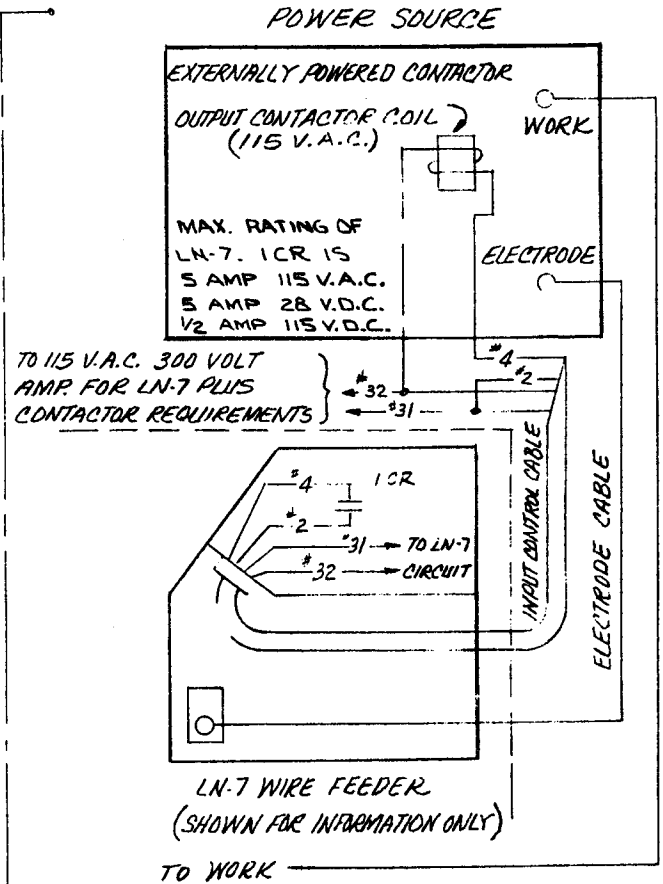 POWER SOURCE
EXTERNALLY POWERED CONTACTOR
OUTPUT CONTACTOR COIL
(115 V.A.C.)
WORK
MAX. RATING OF
LN-7. 1CR IS
5 AMP 115 V.A.C.
5 AMP 28 V.D.C.
1/2 AMP 115 V.D.C.
ELECTRODE
TO 115 V.A.C. 300 VOLT
AMP. FOR LN-7 PLUS
CONTACTOR REQUIREMENTS
#4
#2
#32
#31
INPUT CONTROL CABLE
ELECTRODE CABLE
#4
1CR
#2
#31 TO LN-7
#32 CIRCUIT
LN-7 WIRE FEEDER
(SHOWN FOR INFORMATION ONLY)
TO WORK